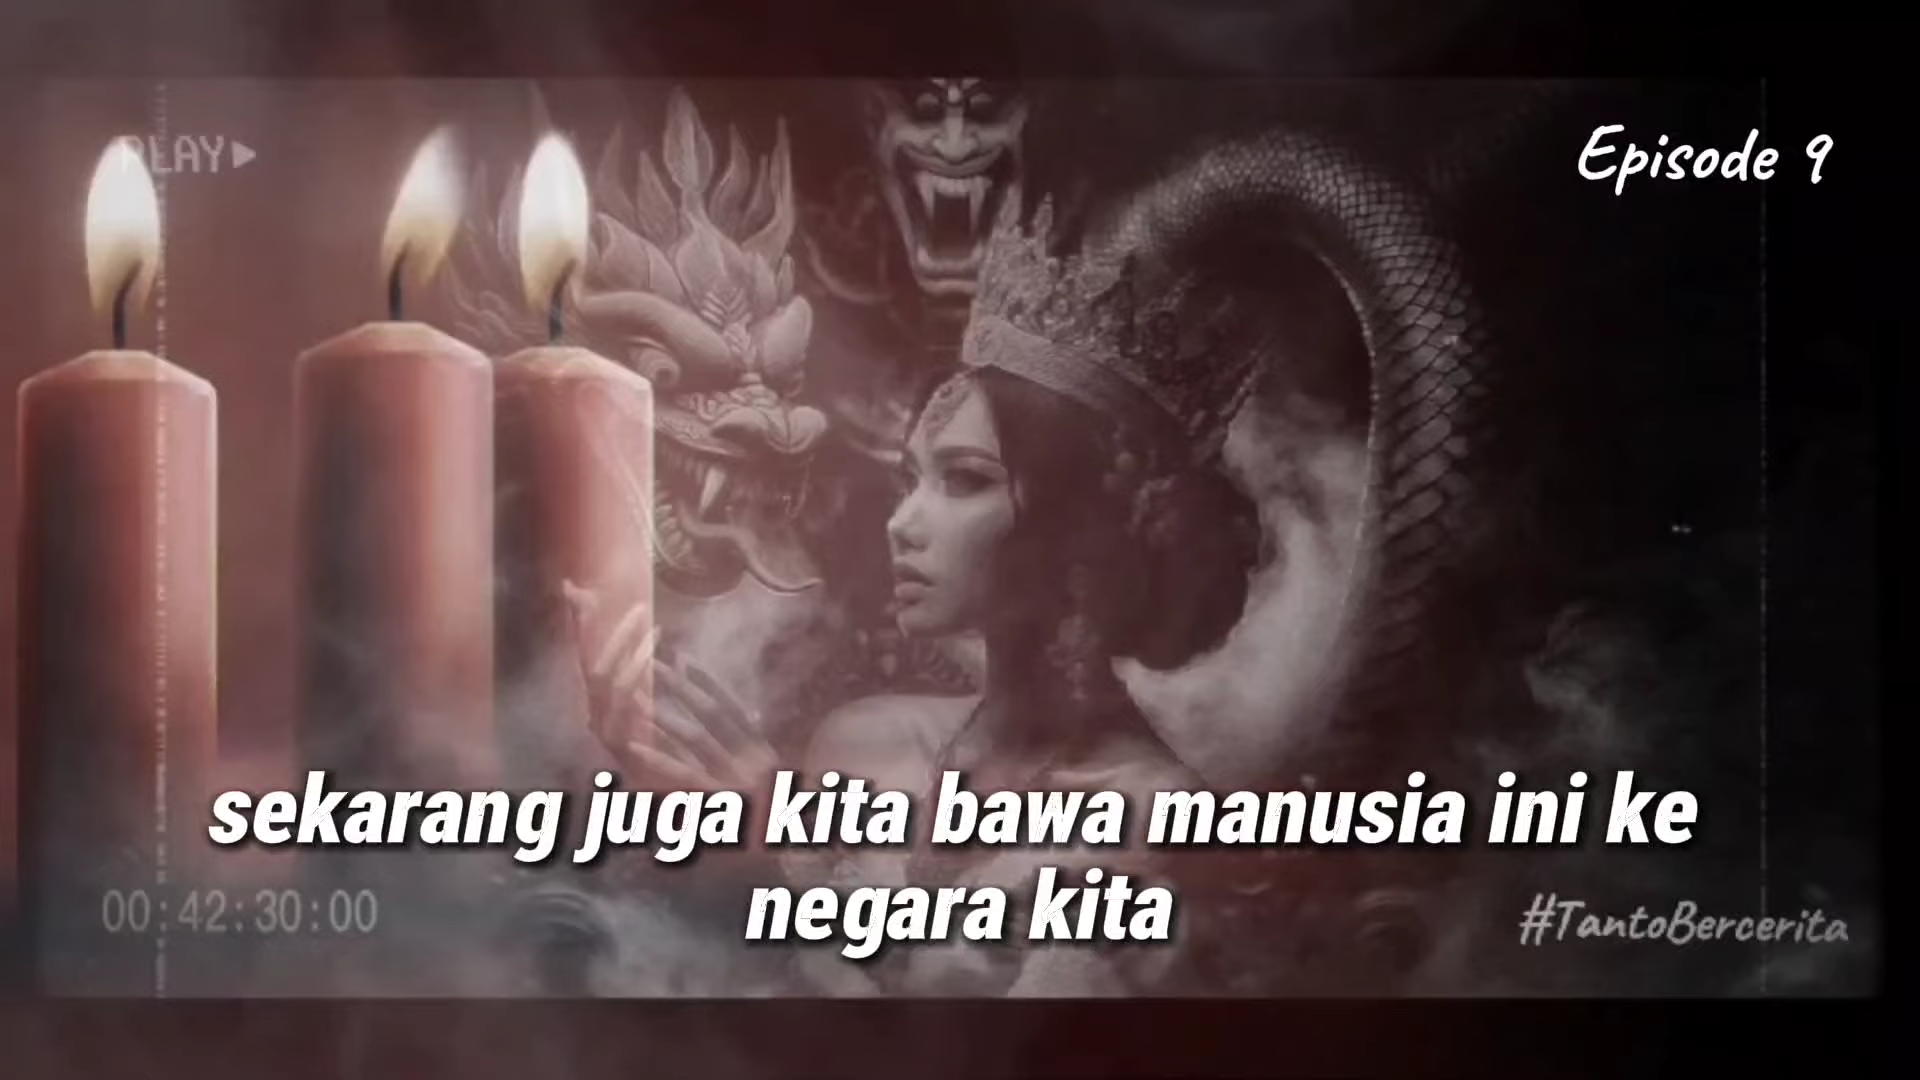 PLAY
Episode 9
sekarang juga kita bawa manusia ini ke
negara kita
00:42:30:00
#TantoBercerita